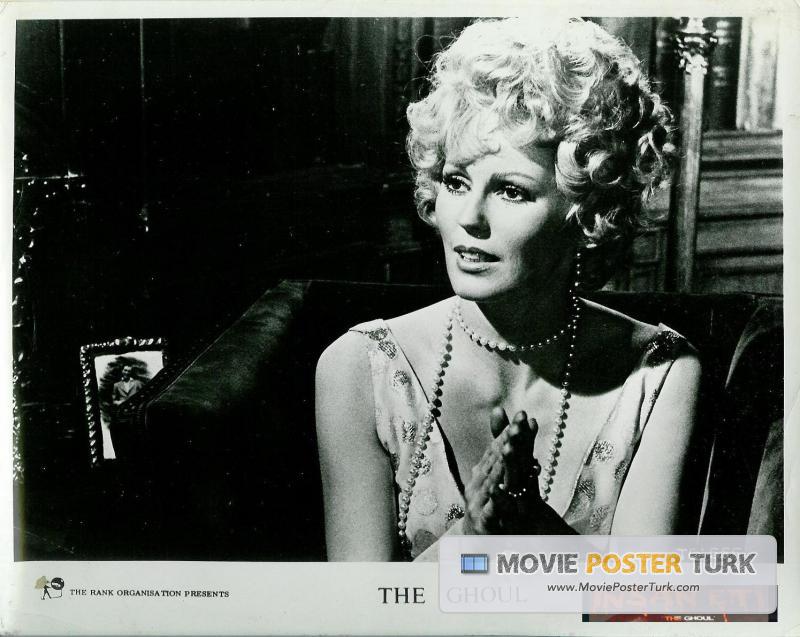 THE RANK ORGANISATION PRESENTS
THE GHOUL
MOVIE POSTER TURK
www.MoviePosterTurk.com
"THE GHOUL"